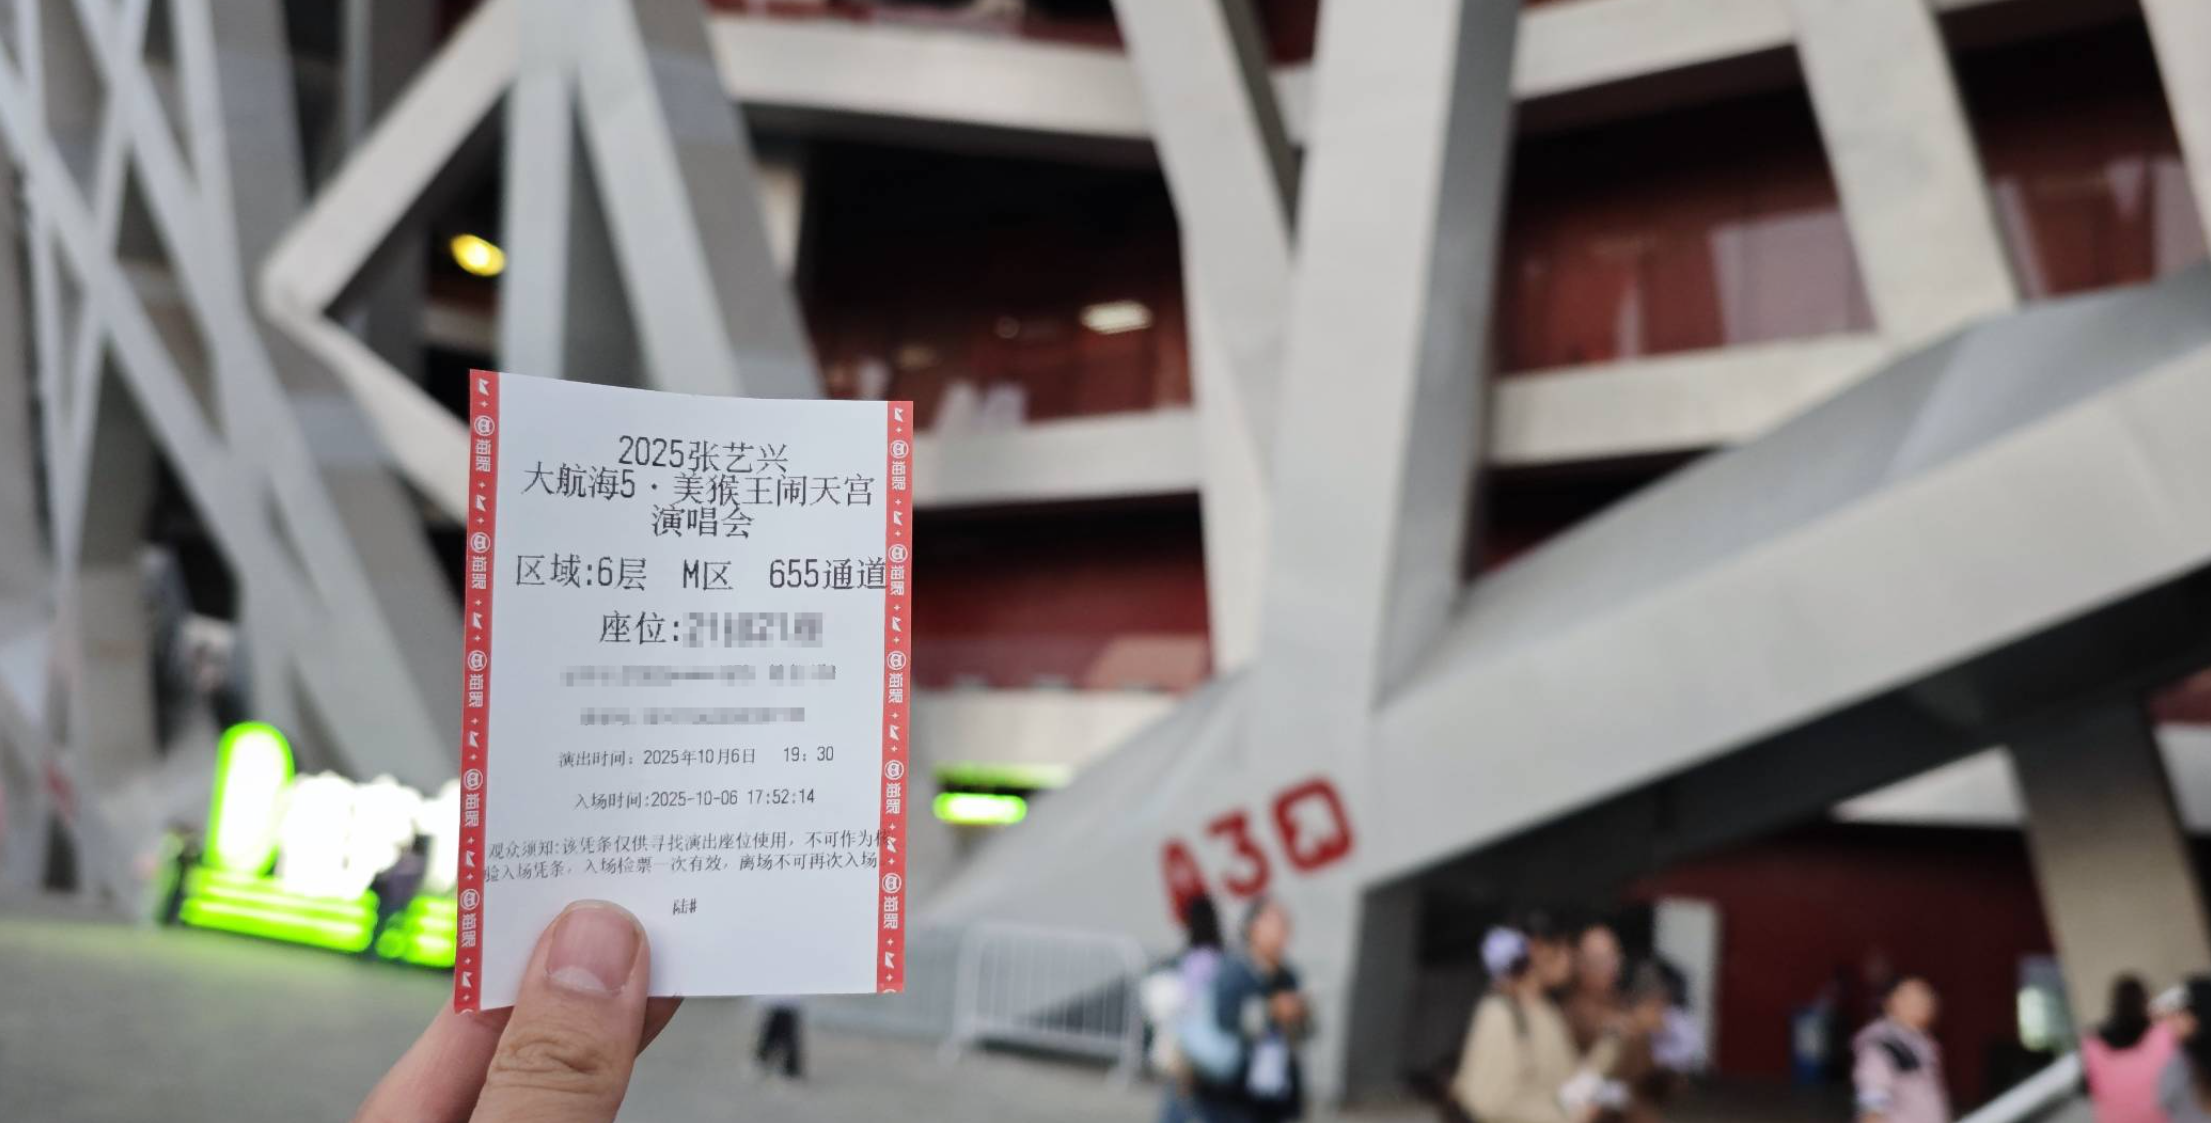 2025张艺兴
大航海5·美猴王闹天宫
演唱会
区域:6层 M区 655通道
座位:
演出时间：2025年10月6日 19：30
入场时间:2025-10-06 17:52:14
观众须知:该凭条仅供寻找演出座位使用，不可作为检
验入场凭条，入场检票一次有效，离场不可再次入场
陆#
A30